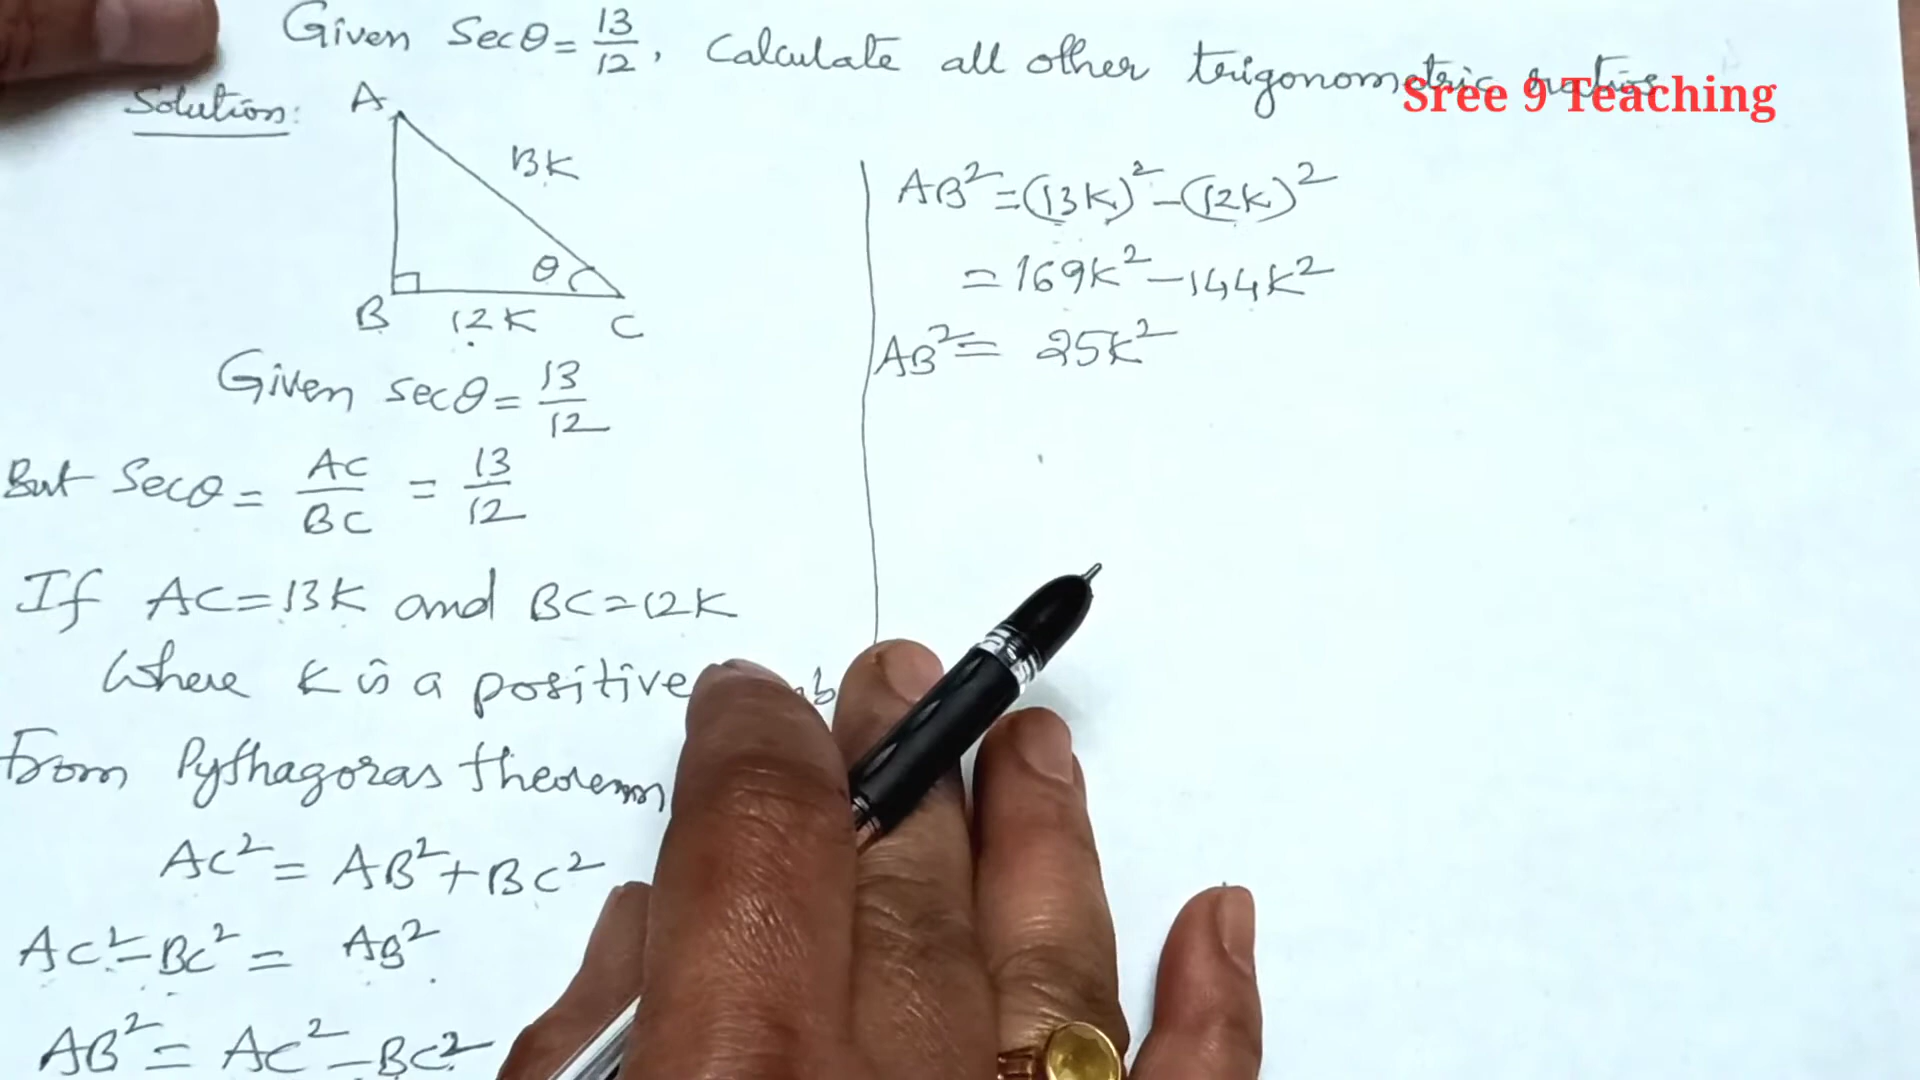 Given Secθ = 13/12, Calculate all other trigonometric ratios
Sree 9 Teaching
Solution:
A
13K
θ
B 12K C
Given secθ = 13/12
But Secθ = AC/BC = 13/12
If AC = 13K and BC = 12K
Where K is a positive
From Pythagoras theorem
AC² = AB² + BC²
AC² - BC² = AB²
AB² = AC² - BC²
AB² = (13K)² - (12K)²
= 169K² - 144K²
AB² = 25K²